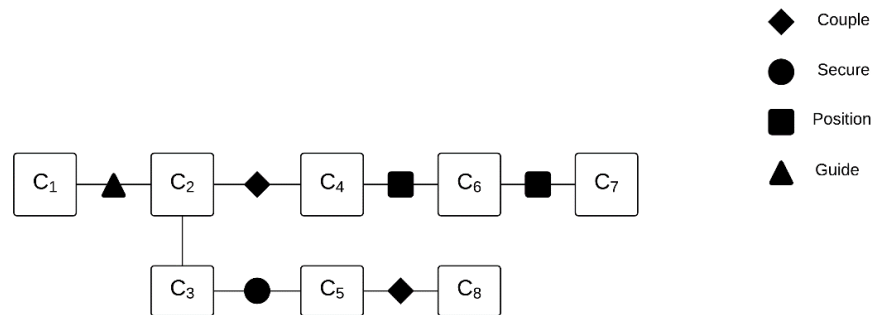 Couple
Secure
Position
Guide
C₁ C₂ C₄ C₆ C₇
C₃ C₅ C₈